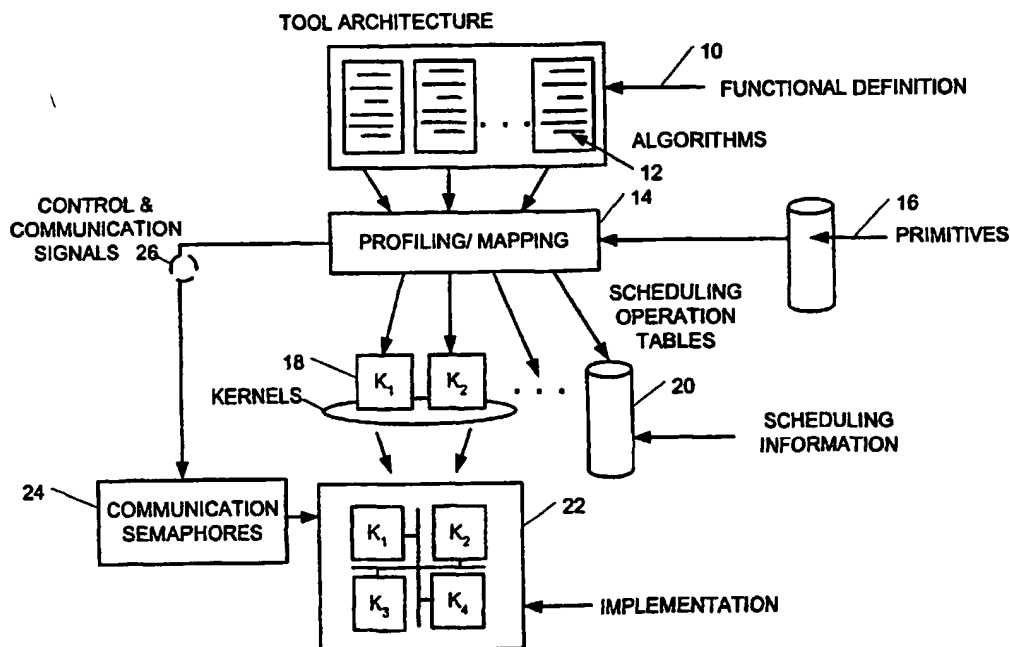 TOOL ARCHITECTURE
10
FUNCTIONAL DEFINITION
. . .
ALGORITHMS
12
14
CONTROL &
COMMUNICATION
SIGNALS 26
PROFILING/ MAPPING
16
PRIMITIVES
SCHEDULING
OPERATION
TABLES
18
K1
K2
. . .
KERNELS
20
SCHEDULING
INFORMATION
24
COMMUNICATION
SEMAPHORES
22
K1
K2
K3
K4
IMPLEMENTATION